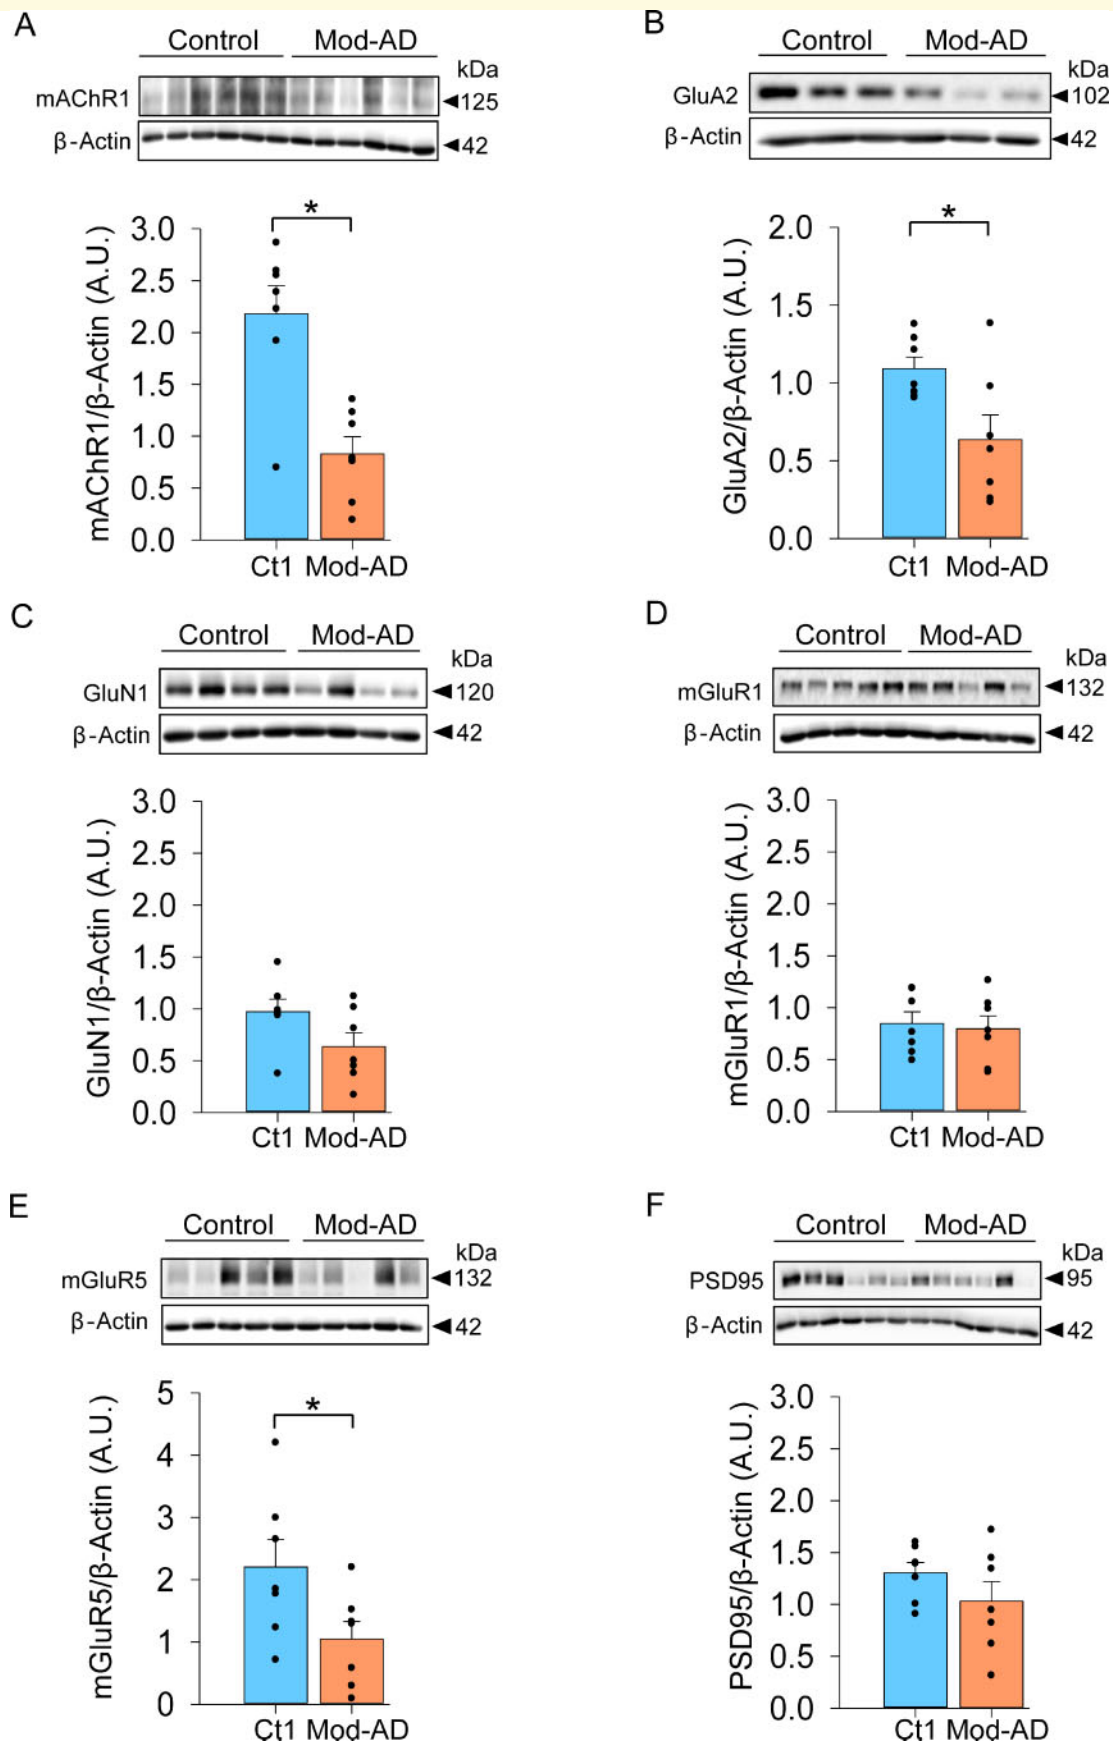 A
Control Mod-AD
kDa
mAChR1 ◄125
β-Actin ◄42
*
mAChR1/β-Actin (A.U.)
3.0
2.5
2.0
1.5
1.0
0.5
0.0
Ct1 Mod-AD
B
Control Mod-AD
kDa
GluA2 ◄102
β-Actin ◄42
*
GluA2/β-Actin (A.U.)
2.0
1.5
1.0
0.5
0.0
Ct1 Mod-AD
C
Control Mod-AD
kDa
GluN1 ◄120
β-Actin ◄42
GluN1/β-Actin (A.U.)
3.0
2.5
2.0
1.5
1.0
0.5
0.0
Ct1 Mod-AD
D
Control Mod-AD
kDa
mGluR1 ◄132
β-Actin ◄42
mGluR1/β-Actin (A.U.)
3.0
2.5
2.0
1.5
1.0
0.5
0.0
Ct1 Mod-AD
E
Control Mod-AD
kDa
mGluR5 ◄132
β-Actin ◄42
*
mGluR5/β-Actin (A.U.)
5
4
3
2
1
0
Ct1 Mod-AD
F
Control Mod-AD
kDa
PSD95 ◄95
β-Actin ◄42
PSD95/β-Actin (A.U.)
3.0
2.5
2.0
1.5
1.0
0.5
0.0
Ct1 Mod-AD